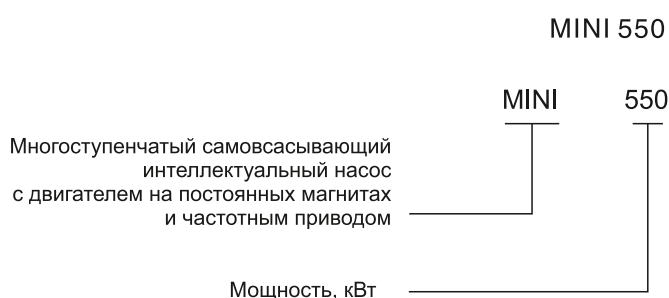 MINI 550
MINI 550
Многоступенчатый самовсасывающий
интеллектуальный насос
с двигателем на постоянных магнитах
и частотным приводом
Мощность, кВт